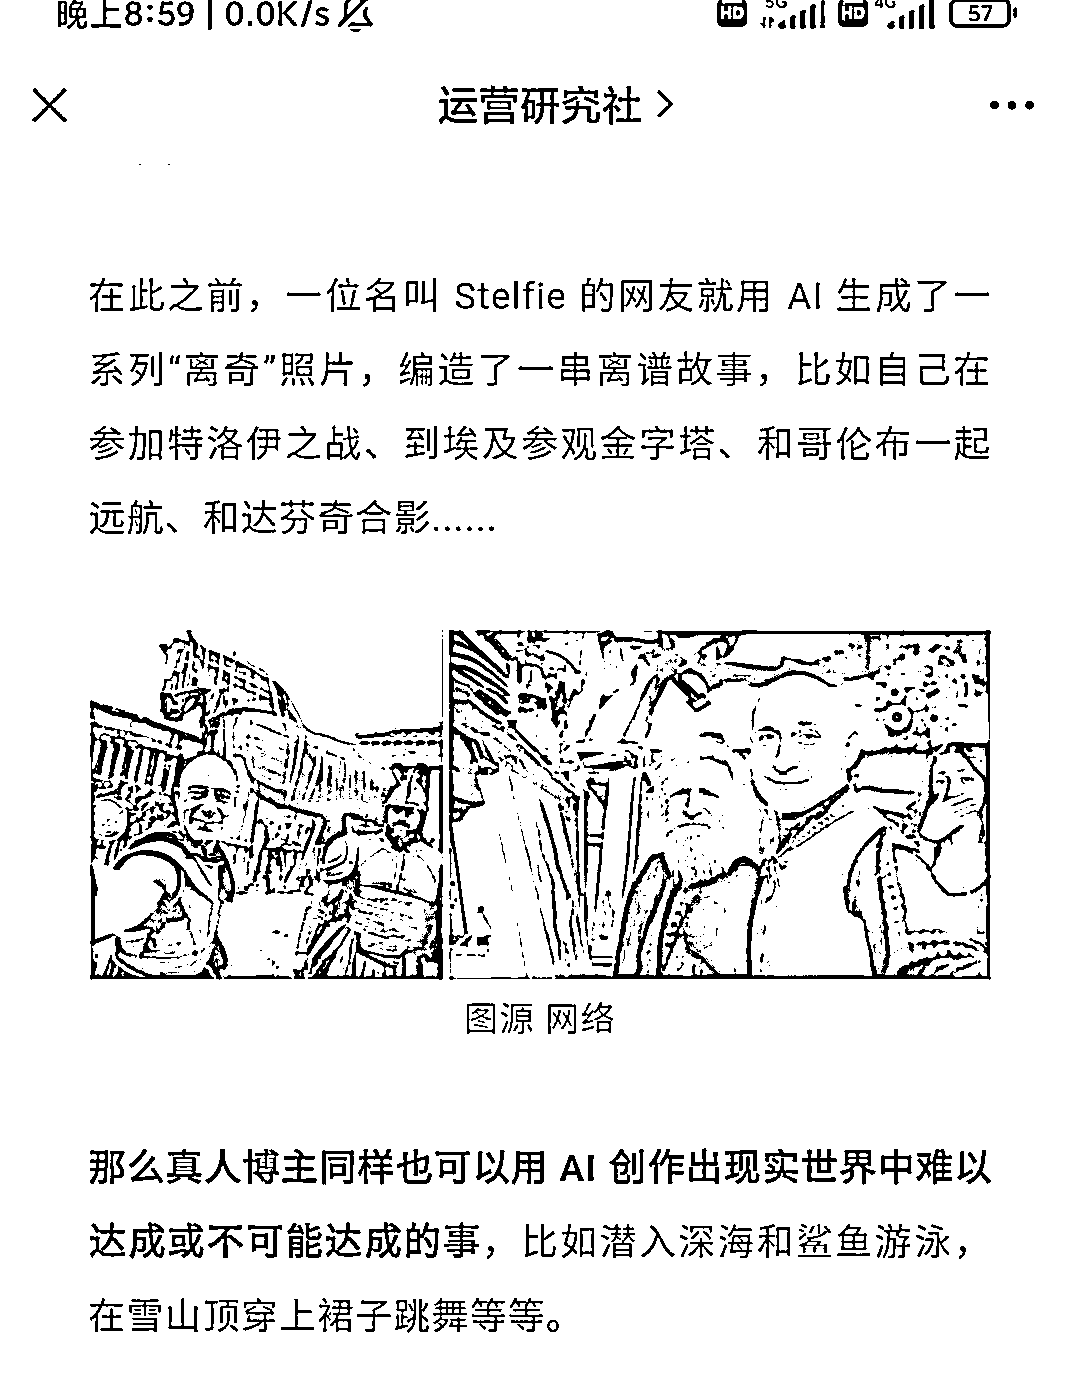 晚上8:59 | 0.0K/s
HD 5G HD 4G 57
运营研究社
在此之前，一位名叫 Stelfie 的网友就用 AI 生成了一
系列“离奇”照片，编造了一串离谱故事，比如自己在
参加特洛伊之战、到埃及参观金字塔、和哥伦布一起
远航、和达芬奇合影......
图源 网络
那么真人博主同样也可以用 AI 创作出现实世界中难以
达成或不可能达成的事，比如潜入深海和鲨鱼游泳，
在雪山顶穿上裙子跳舞等等。